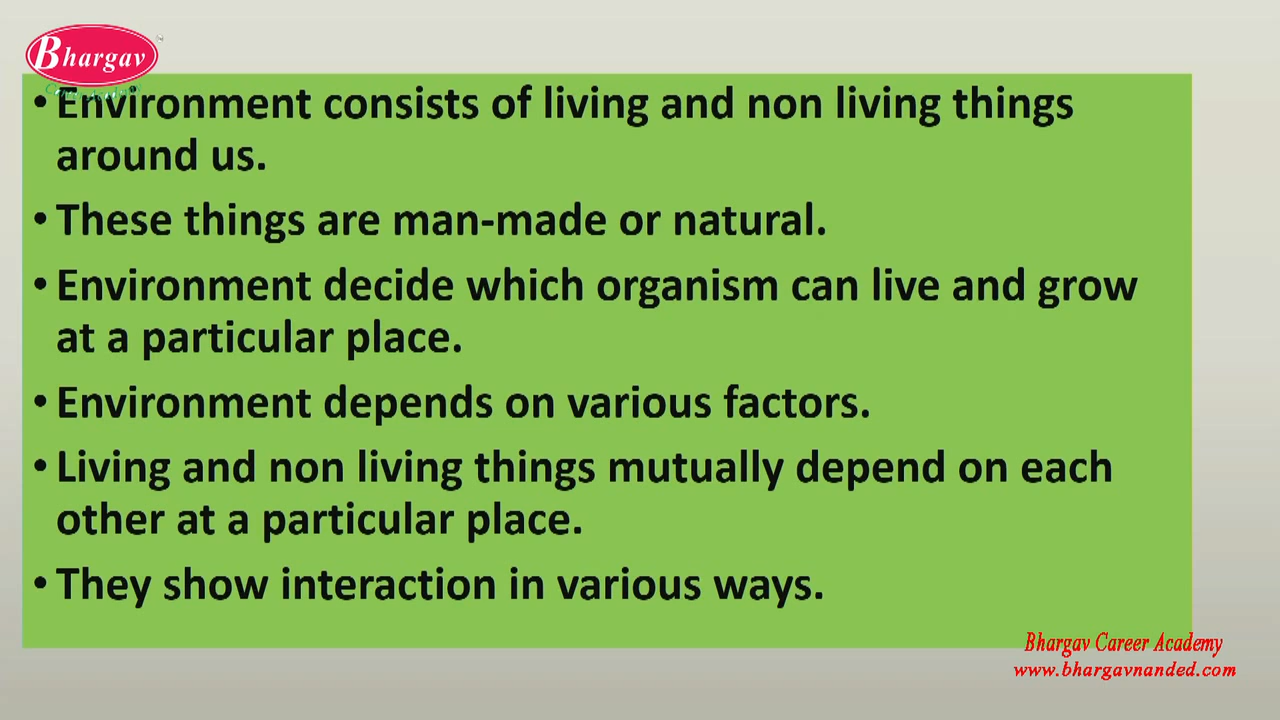 Bhargav
• Environment consists of living and non living things
around us.
• These things are man-made or natural.
• Environment decide which organism can live and grow
at a particular place.
• Environment depends on various factors.
• Living and non living things mutually depend on each
other at a particular place.
• They show interaction in various ways.
Bhargav Career Academy
www.bhargavnanded.com